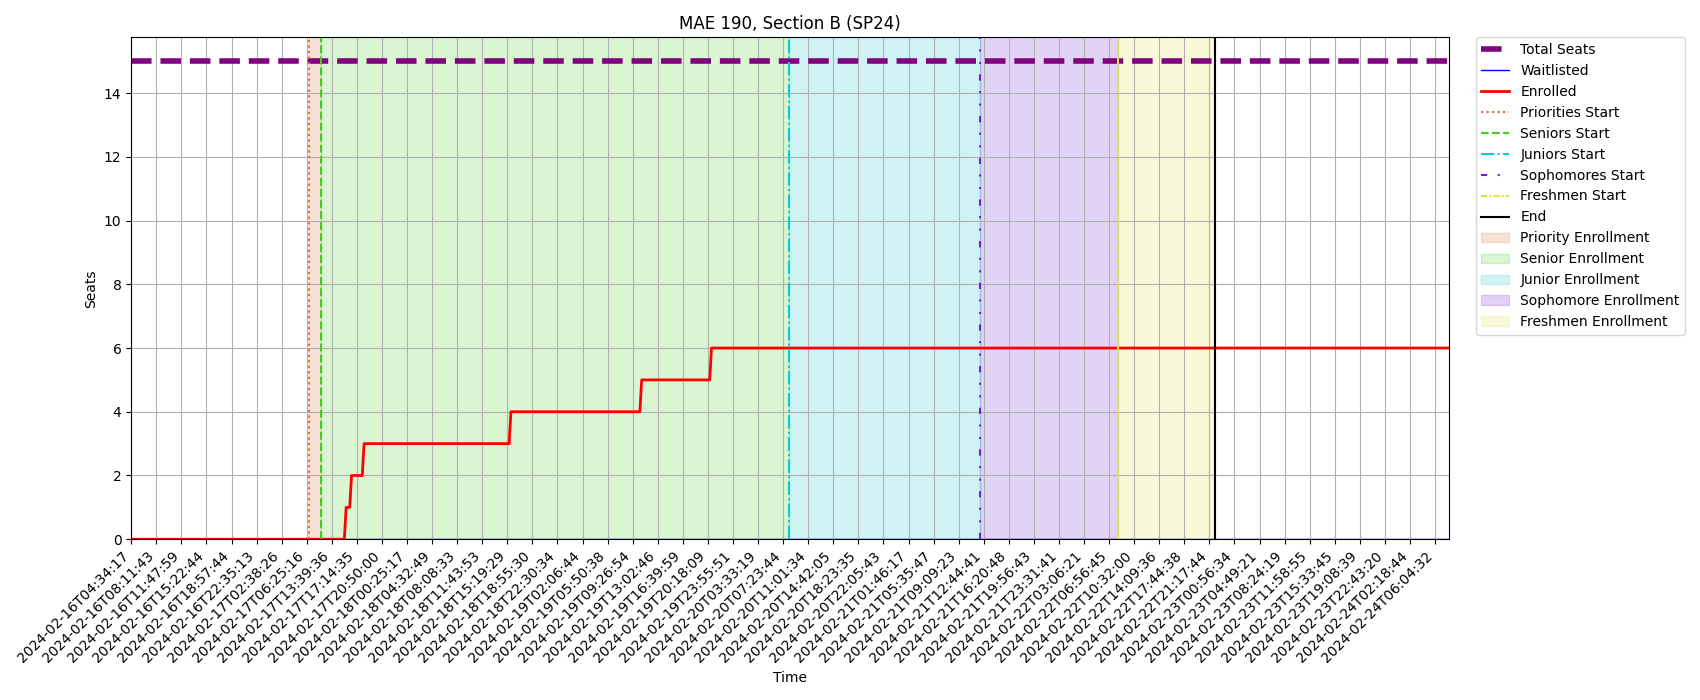 MAE 190, Section B (SP24)
Seats
14
12
10
8
6
4
2
0
2024-02-16T04:34:17
2024-02-16T08:11:43
2024-02-16T11:47:59
2024-02-16T15:22:44
2024-02-16T18:57:44
2024-02-16T22:35:13
2024-02-17T02:38:26
2024-02-17T06:25:16
2024-02-17T13:39:36
2024-02-17T17:14:35
2024-02-17T20:50:00
2024-02-18T00:25:17
2024-02-18T04:32:49
2024-02-18T08:08:33
2024-02-18T11:43:53
2024-02-18T15:19:29
2024-02-18T18:55:30
2024-02-18T22:30:34
2024-02-19T02:06:44
2024-02-19T05:50:38
2024-02-19T09:26:54
2024-02-19T13:02:46
2024-02-19T16:39:59
2024-02-19T20:18:09
2024-02-19T23:55:51
2024-02-20T03:33:19
2024-02-20T07:23:44
2024-02-20T11:01:34
2024-02-20T14:42:05
2024-02-20T18:23:35
2024-02-20T22:05:43
2024-02-21T01:46:17
2024-02-21T05:35:47
2024-02-21T09:09:23
2024-02-21T12:44:41
2024-02-21T16:20:48
2024-02-21T19:56:43
2024-02-21T23:31:41
2024-02-22T03:06:21
2024-02-22T06:56:45
2024-02-22T10:32:00
2024-02-22T14:09:36
2024-02-22T17:44:38
2024-02-22T21:17:44
2024-02-23T00:56:34
2024-02-23T04:49:21
2024-02-23T08:24:19
2024-02-23T11:58:55
2024-02-23T15:33:45
2024-02-23T19:08:39
2024-02-23T22:43:20
2024-02-24T02:18:44
2024-02-24T06:04:32
Time
Total Seats
Waitlisted
Enrolled
Priorities Start
Seniors Start
Juniors Start
Sophomores Start
Freshmen Start
End
Priority Enrollment
Senior Enrollment
Junior Enrollment
Sophomore Enrollment
Freshmen Enrollment